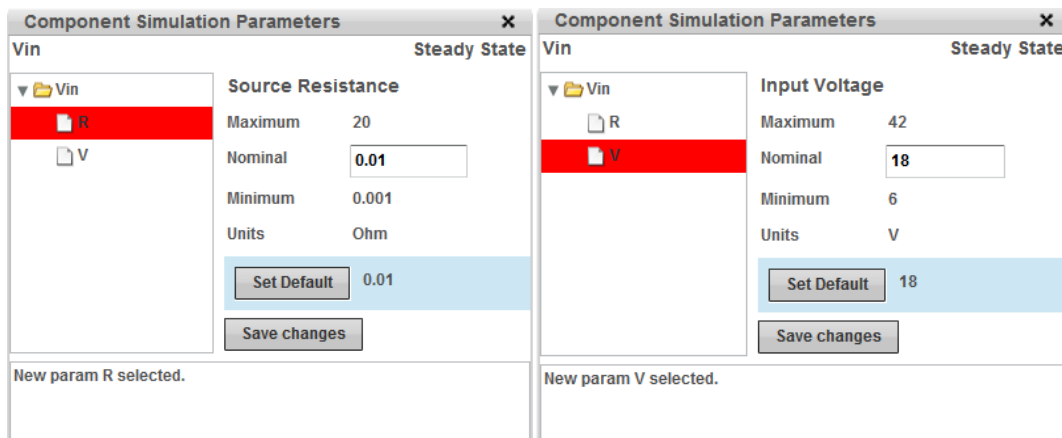 Component Simulation Parameters
Vin Steady State
Vin
R
V
Source Resistance
Maximum 20
Nominal 0.01
Minimum 0.001
Units Ohm
Set Default 0.01
Save changes
New param R selected.
Component Simulation Parameters
Vin Steady State
Vin
R
V
Input Voltage
Maximum 42
Nominal 18
Minimum 6
Units V
Set Default 18
Save changes
New param V selected.